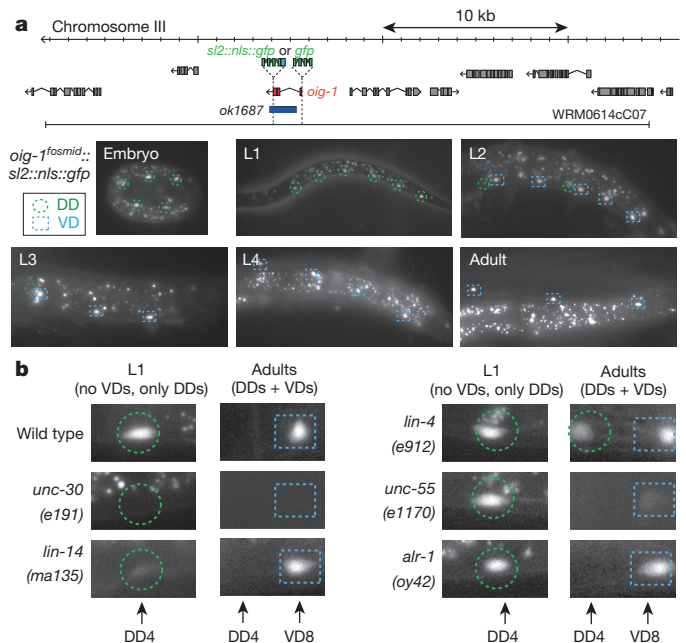 a
Chromosome III
10 kb
sl2::nls::gfp or gfp
oig-1
ok1687
WRM0614cC07
oig-1fosmid::
sl2::nls::gfp
DD
VD
Embryo
L1
L2
L3
L4
Adult
b
L1
(no VDs, only DDs)
Adults
(DDs + VDs)
Wild type
unc-30
(e191)
lin-14
(ma135)
DD4
DD4
VD8
L1
(no VDs, only DDs)
Adults
(DDs + VDs)
lin-4
(e912)
unc-55
(e1170)
alr-1
(oy42)
DD4
DD4
VD8